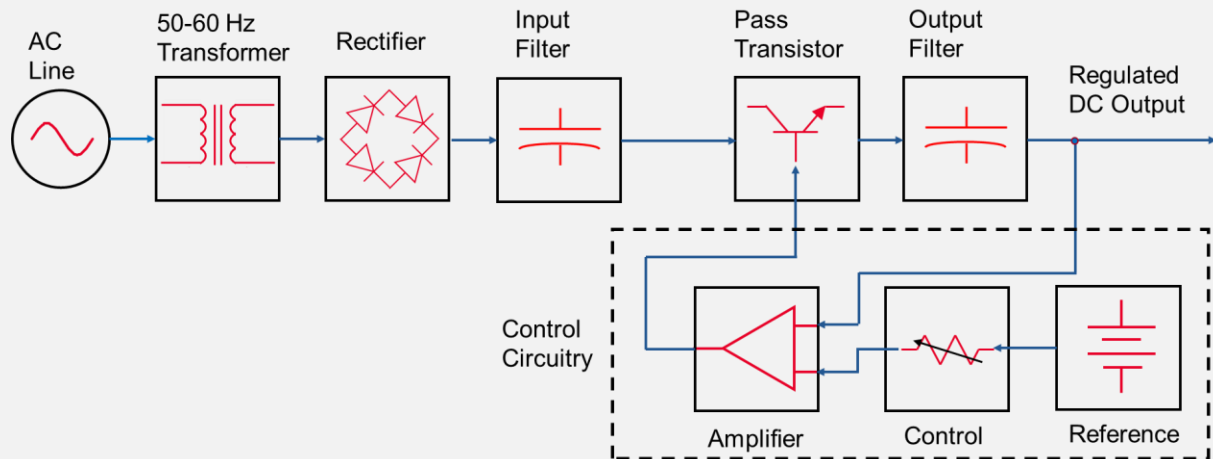 AC
Line
50-60 Hz
Transformer
Rectifier
Input
Filter
Pass
Transistor
Output
Filter
Regulated
DC Output
Control
Circuitry
Amplifier
Control
Reference